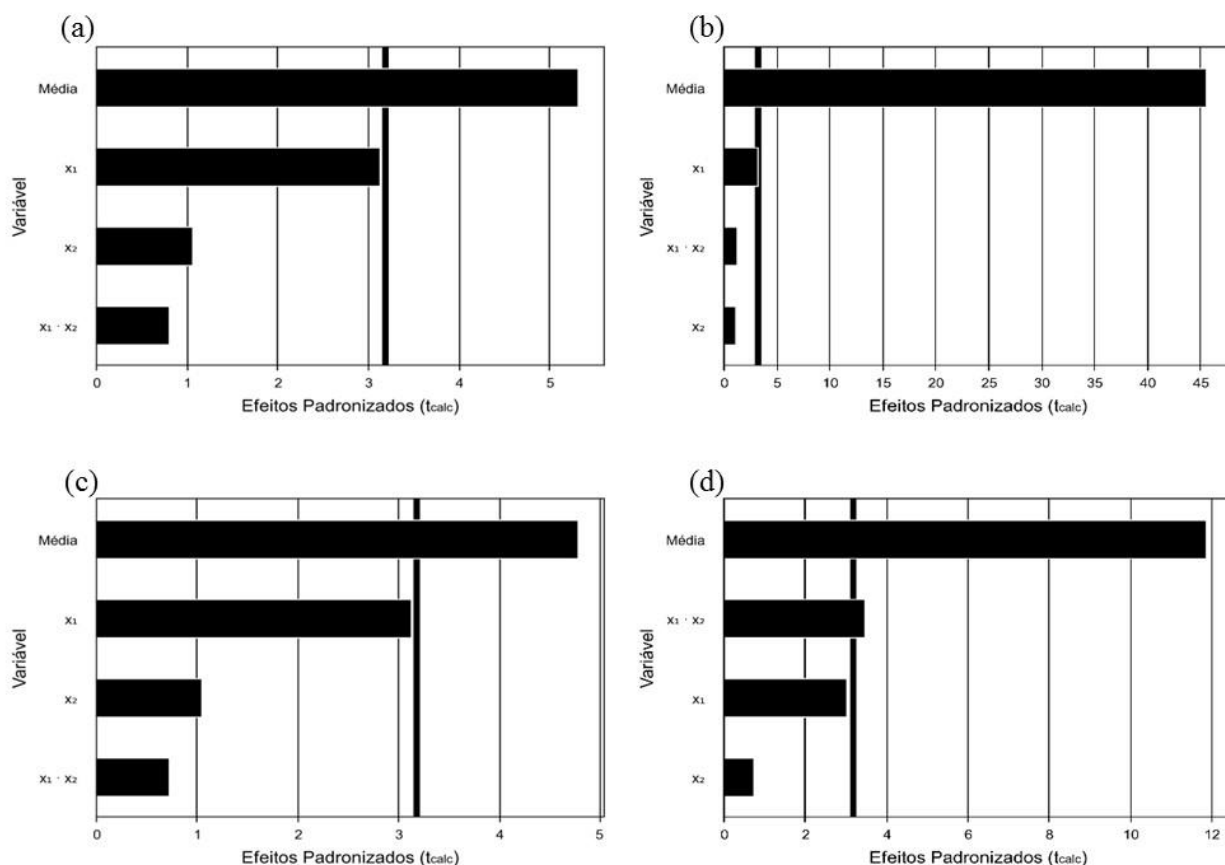 (a)
Variável
Média
x₁
x₂
x₁ · x₂
0 1 2 3 4 5
Efeitos Padronizados (tcalc)
(b)
Variável
Média
x₁
x₁ · x₂
x₂
0 5 10 15 20 25 30 35 40 45
Efeitos Padronizados (tcalc)
(c)
Variável
Média
x₁
x₂
x₁ · x₂
0 1 2 3 4 5
Efeitos Padronizados (tcalc)
(d)
Variável
Média
x₁ · x₂
x₁
x₂
0 2 4 6 8 10 12
Efeitos Padronizados (tcalc)